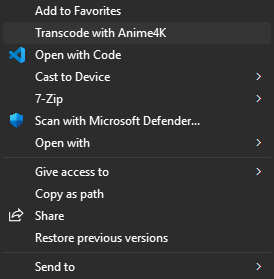 Add to Favorites
Transcode with Anime4K
Open with Code
Cast to Device
7-Zip
Scan with Microsoft Defender...
Open with
Give access to
Copy as path
Share
Restore previous versions
Send to